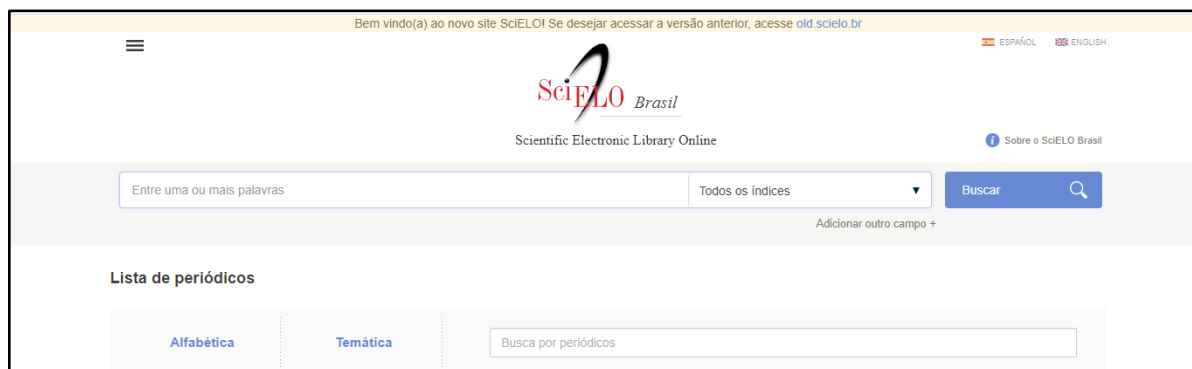 Bem vindo(a) ao novo site SciELO! Se desejar acessar a versão anterior, acesse old.scielo.br
ESPAÑOL ENGLISH
SciELO Brasil
Scientific Electronic Library Online
Sobre o SciELO Brasil
Entre uma ou mais palavras Todos os índices Buscar
Adicionar outro campo +
Lista de periódicos
Alfabética Temática Busca por periódicos